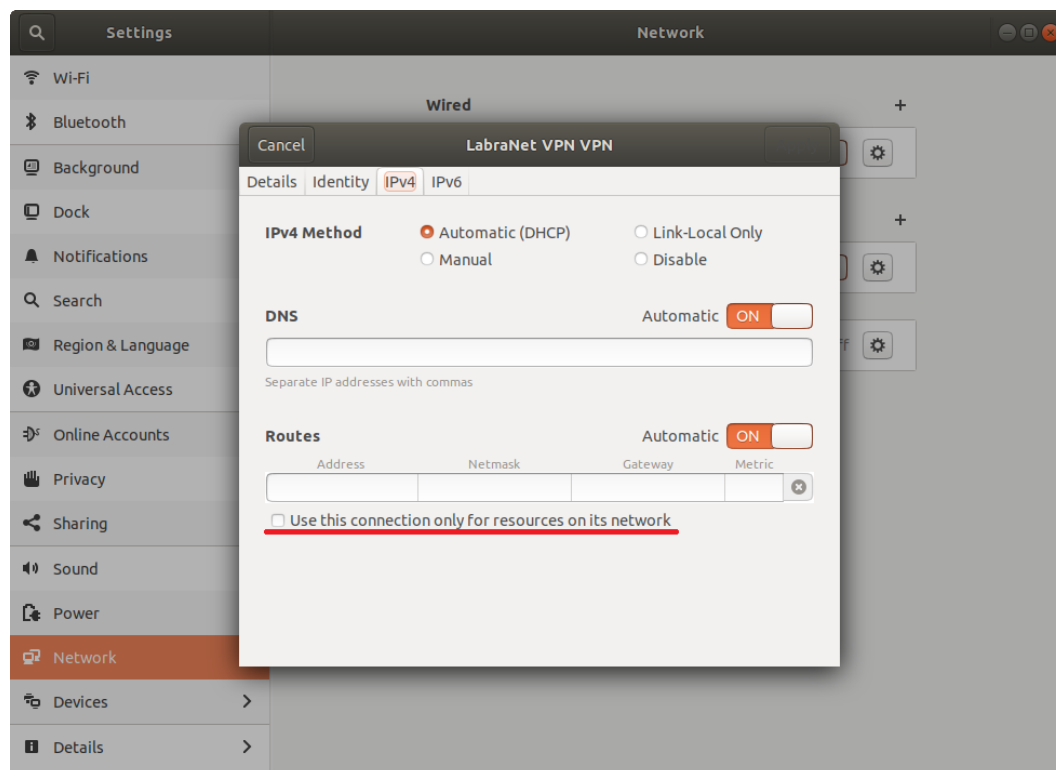 Settings
Network
Wi-Fi
Bluetooth
Background
Dock
Notifications
Search
Region & Language
Universal Access
Online Accounts
Privacy
Sharing
Sound
Power
Network
Devices
Details
Wired
Cancel
LabraNet VPN VPN
Details Identity IPv4 IPv6
IPv4 Method
Automatic (DHCP)
Link-Local Only
Manual
Disable
DNS
Automatic ON
Separate IP addresses with commas
Routes
Automatic ON
Address Netmask Gateway Metric
Use this connection only for resources on its network